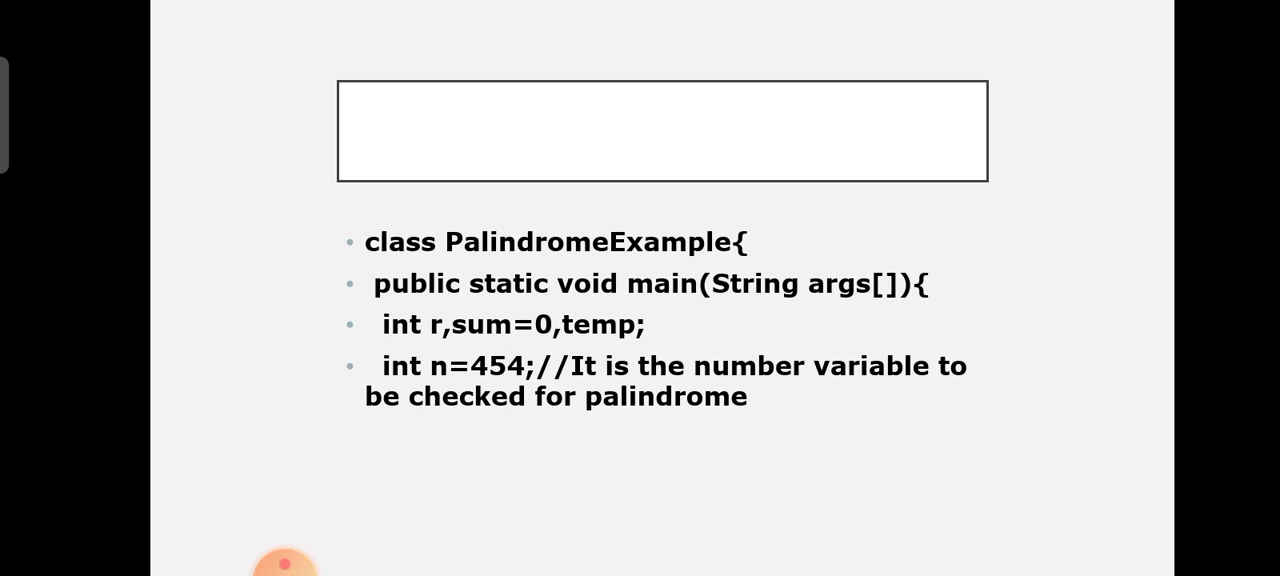 • class PalindromeExample{
• public static void main(String args[]){
• int r,sum=0,temp;
• int n=454;//It is the number variable to
be checked for palindrome